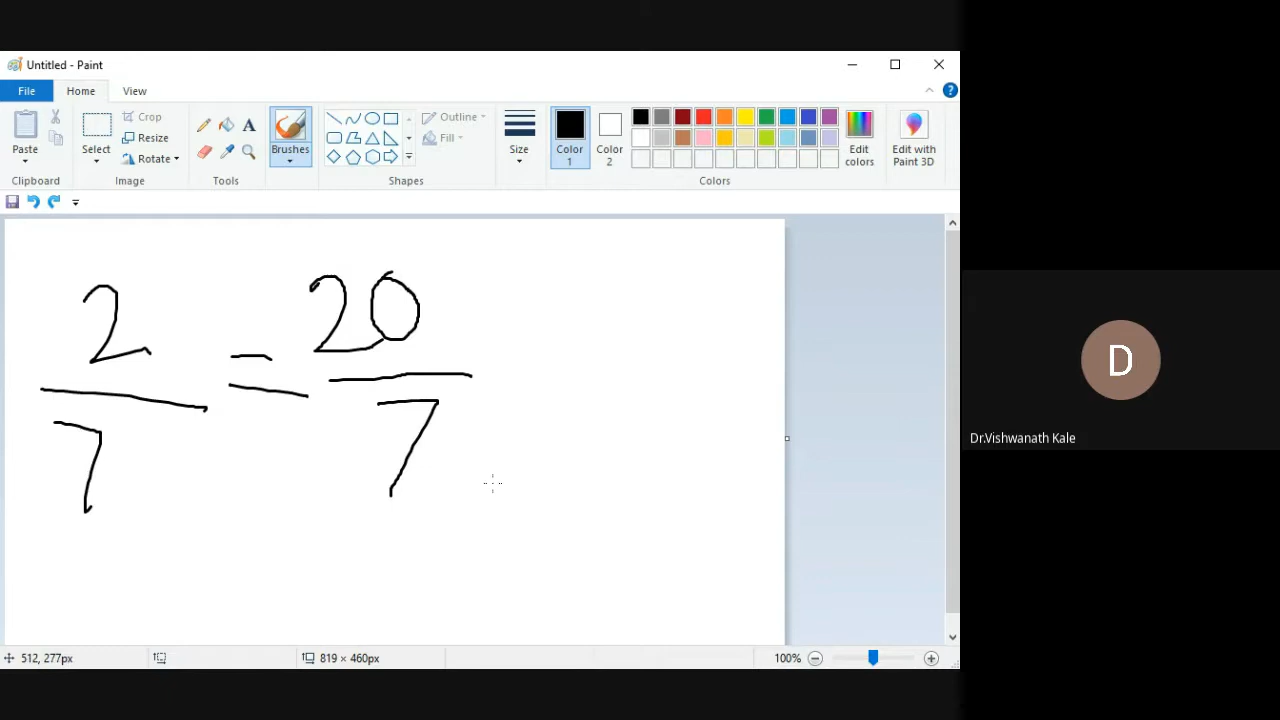 Untitled - Paint
File Home View
Paste Select Crop Resize Rotate A Brushes Outline Fill Size Color 1 Color 2 Edit colors Edit with Paint 3D
Clipboard Image Tools Shapes Colors
2/7 = 20/7
D
Dr.Vishwanath Kale
512, 277px 819 × 460px 100%